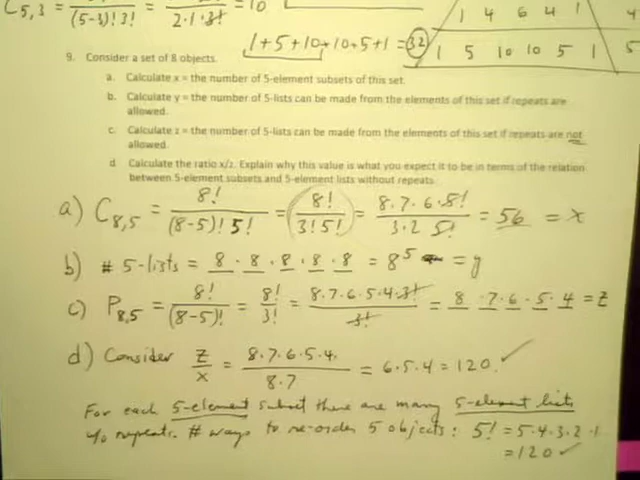 C5,3 = (5-3)! 3! = 2·1·3! = 10
1 4 6 4 1
1+5+10+10+5+1 = 32
1 5 10 10 5 1 5
9. Consider a set of 8 objects.
a. Calculate x = the number of 5-element subsets of this set.
b. Calculate y = the number of 5-lists can be made from the elements of this set if repeats are
allowed.
c. Calculate z = the number of 5-lists can be made from the elements of this set if repeats are not
allowed.
d Calculate the ratio x/z. Explain why this value is what you expect it to be in terms of the relation
between 5-element subsets and 5-element lists without repeats.
a) C8,5 = 8!/(8-5)! 5! = 8!/3! 5! = 8·7·6·5!/3·2 5! = 56 = x
b) # 5-lists = 8 · 8 · 8 · 8 · 8 = 8^5 = y
c) P8,5 = 8!/(8-5)! = 8!/3! = 8·7·6·5·4·3!/3! = 8 · 7 · 6 · 5 · 4 = z
d) Consider z/x = 8·7·6·5·4/8·7 = 6·5·4 = 120 ✓
For each 5-element subset there are many 5-element lists
w/o repeats. # ways to re-order 5 objects: 5! = 5·4·3·2·1
= 120 ✓